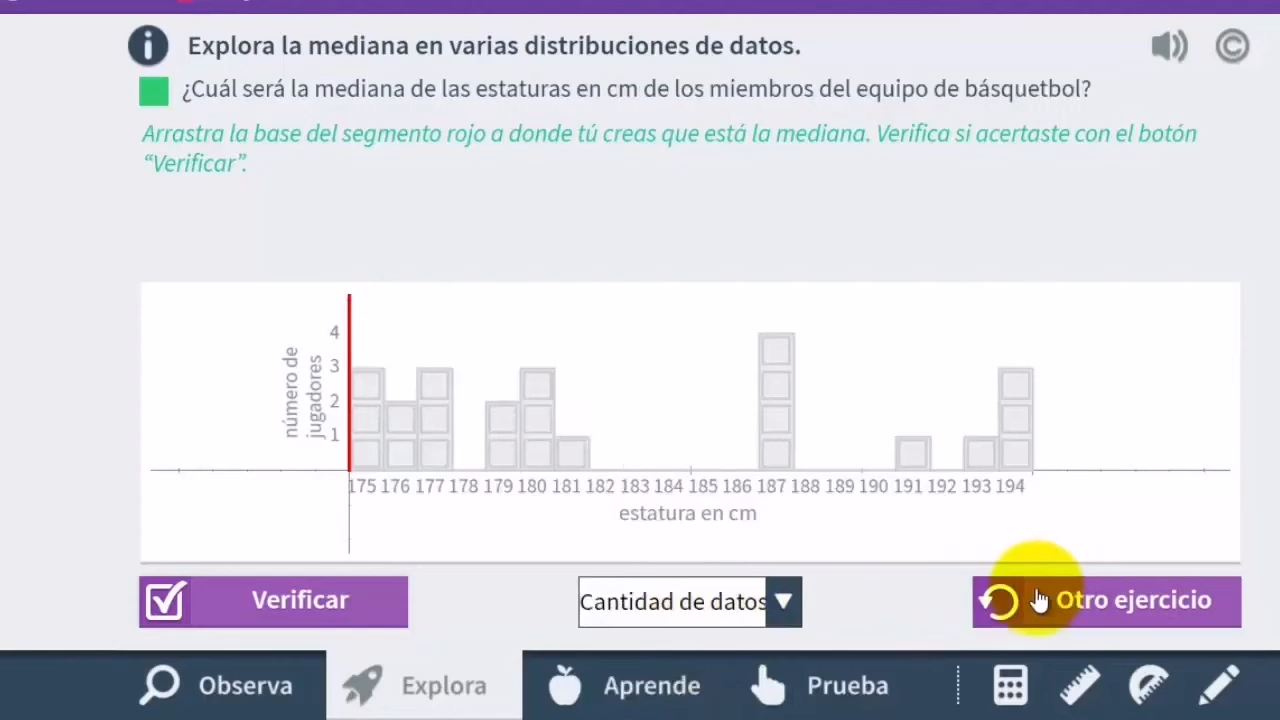 Explora la mediana en varias distribuciones de datos.
¿Cuál será la mediana de las estaturas en cm de los miembros del equipo de básquetbol?
Arrastra la base del segmento rojo a donde tú creas que está la mediana. Verifica si acertaste con el botón
“Verificar”.
número de
jugadores
4
3
2
1
175 176 177 178 179 180 181 182 183 184 185 186 187 188 189 190 191 192 193 194
estatura en cm
Verificar
Cantidad de datos
Otro ejercicio
Observa
Explora
Aprende
Prueba